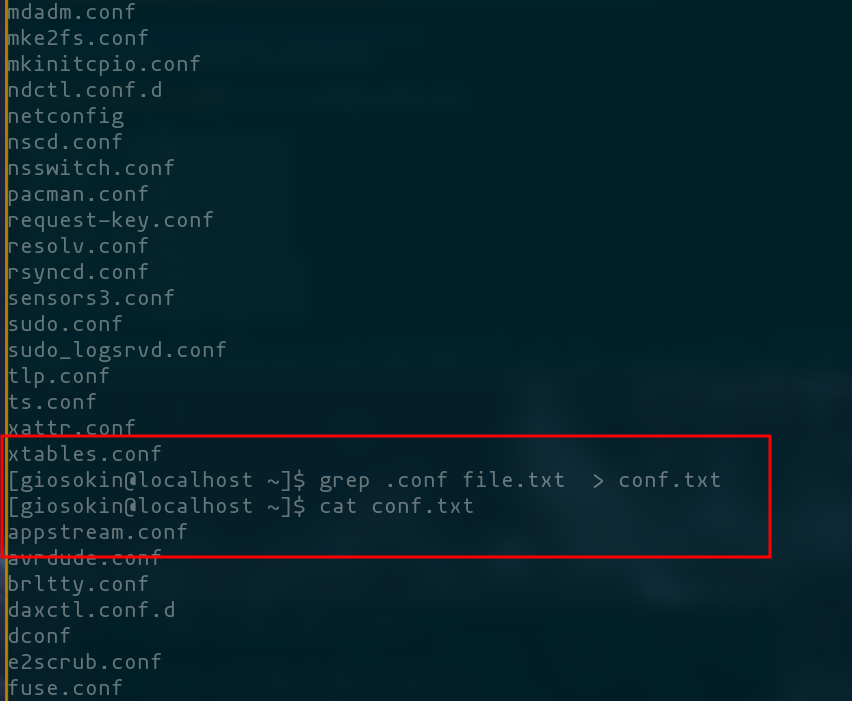 mdadm.conf
mke2fs.conf
mkinitcpio.conf
ndctl.conf.d
netconfig
nscd.conf
nsswitch.conf
pacman.conf
request-key.conf
resolv.conf
rsyncd.conf
sensors3.conf
sudo.conf
sudo_logsrvd.conf
tlp.conf
ts.conf
xattr.conf
xtables.conf
[giosokin@localhost ~]$ grep .conf file.txt  > conf.txt
[giosokin@localhost ~]$ cat conf.txt
appstream.conf
avrdude.conf
brltty.conf
daxctl.conf.d
dconf
e2scrub.conf
fuse.conf